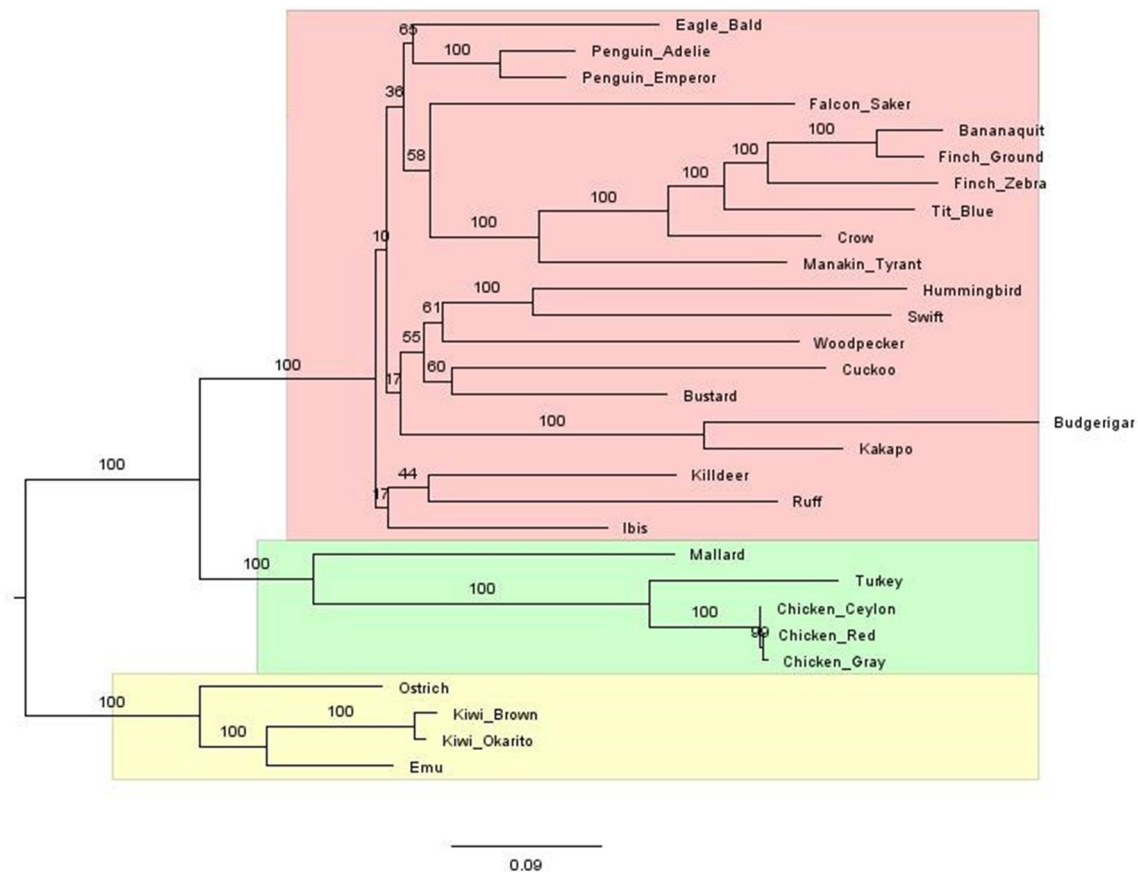 65
Eagle_Bald
100
Penguin_Adelie
Penguin_Emperor
36
Falcon_Saker
58
100
Bananaquit
100
Finch_Ground
100
Finch_Zebra
100
Tit_Blue
100
Crow
Manakin_Tyrant
10
100
Hummingbird
61
Swift
55
Woodpecker
60
Cuckoo
17
Bustard
100
100
Budgerigar
Kakapo
44
Killdeer
17
Ruff
Ibis
100
100
Mallard
100
Turkey
100
Chicken_Ceylon
99
Chicken_Red
Chicken_Gray
100
Ostrich
100
Kiwi_Brown
100
Kiwi_Okarito
Emu
0.09